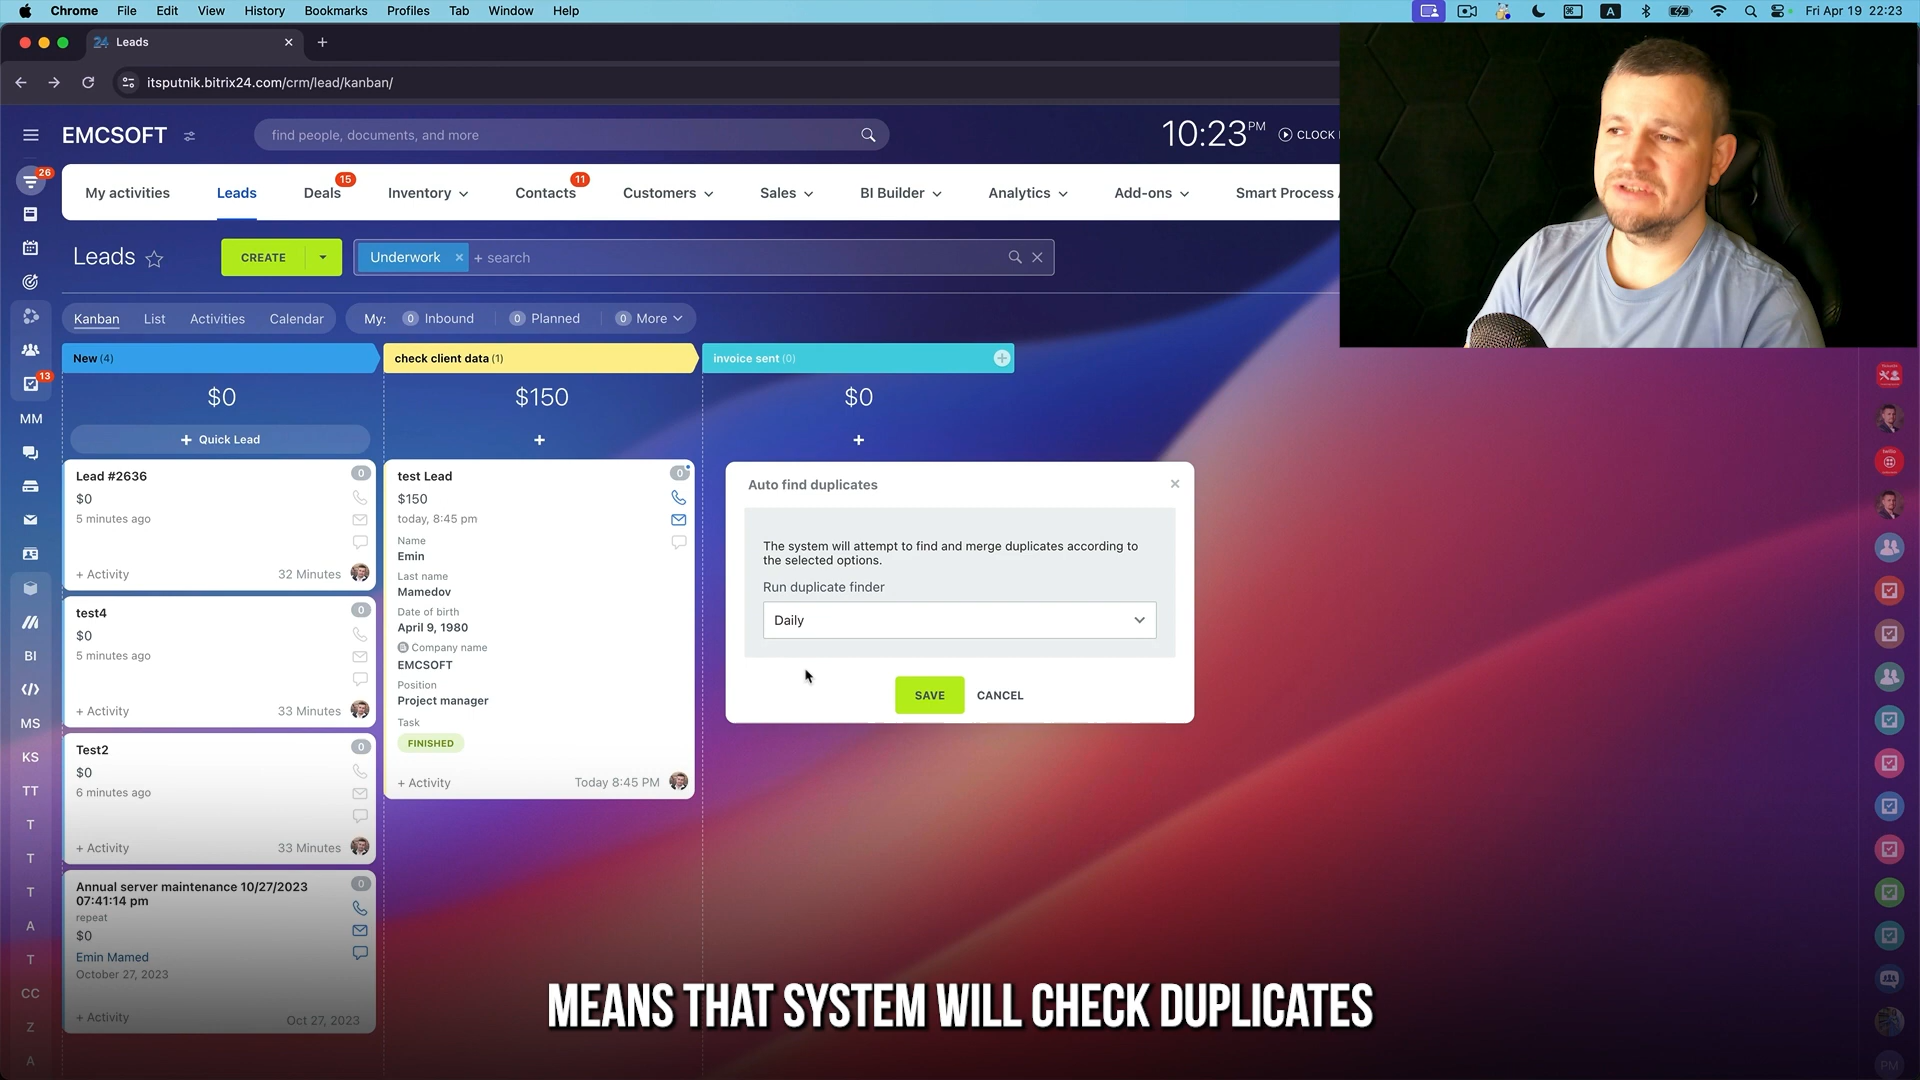 Chrome File Edit View History Bookmarks Profiles Tab Window Help
A
Fri Apr 19 22:23
24 Leads
itsputnik.bitrix24.com/crm/lead/kanban/
EMCSOFT
find people, documents, and more
10:23 PM
CLOCK
26
My activities
Leads
Deals
15
Inventory
Contacts
11
Customers
Sales
BI Builder
Analytics
Add-ons
Smart Process
Leads
CREATE
Underwork
+ search
Kanban
List
Activities
Calendar
My:
0 Inbound
0 Planned
0 More
New (4)
check client data (1)
invoice sent (0)
13
$0
$150
$0
MM
+ Quick Lead
+
+
Lead #2636
0
$0
5 minutes ago
+ Activity
32 Minutes
test4
0
$0
5 minutes ago
+ Activity
33 Minutes
Test2
0
$0
6 minutes ago
+ Activity
33 Minutes
Annual server maintenance 10/27/2023
07:41:14 pm
0
repeat
$0
Emin Mamed
October 27, 2023
+ Activity
Oct 27, 2023
test Lead
0
$150
today, 8:45 pm
Name
Emin
Last name
Mamedov
Date of birth
April 9, 1980
Company name
EMCSOFT
Position
Project manager
Task
FINISHED
+ Activity
Today 8:45 PM
Auto find duplicates
The system will attempt to find and merge duplicates according to
the selected options.
Run duplicate finder
Daily
SAVE
CANCEL
BI
</>
MS
KS
TT
T
T
T
A
T
CC
Z
A
PM
MEANS THAT SYSTEM WILL CHECK DUPLICATES